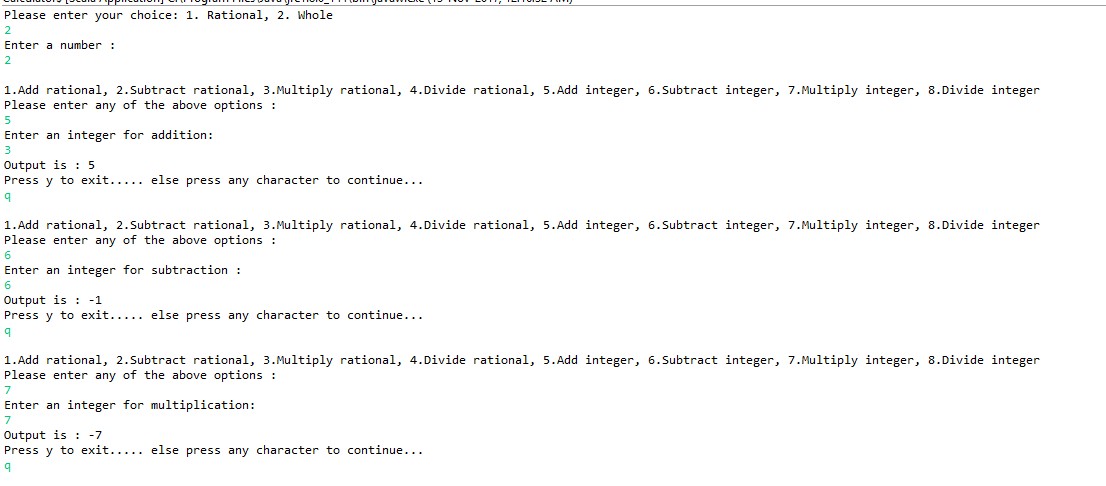 Please enter your choice: 1. Rational, 2. Whole
2
Enter a number :
2
1.Add rational, 2.Subtract rational, 3.Multiply rational, 4.Divide rational, 5.Add integer, 6.Subtract integer, 7.Multiply integer, 8.Divide integer
Please enter any of the above options :
5
Enter an integer for addition:
3
Output is : 5
Press y to exit..... else press any character to continue...
q
1.Add rational, 2.Subtract rational, 3.Multiply rational, 4.Divide rational, 5.Add integer, 6.Subtract integer, 7.Multiply integer, 8.Divide integer
Please enter any of the above options :
6
Enter an integer for subtraction :
6
Output is : -1
Press y to exit..... else press any character to continue...
q
1.Add rational, 2.Subtract rational, 3.Multiply rational, 4.Divide rational, 5.Add integer, 6.Subtract integer, 7.Multiply integer, 8.Divide integer
Please enter any of the above options :
7
Enter an integer for multiplication:
7
Output is : -7
Press y to exit..... else press any character to continue...
q